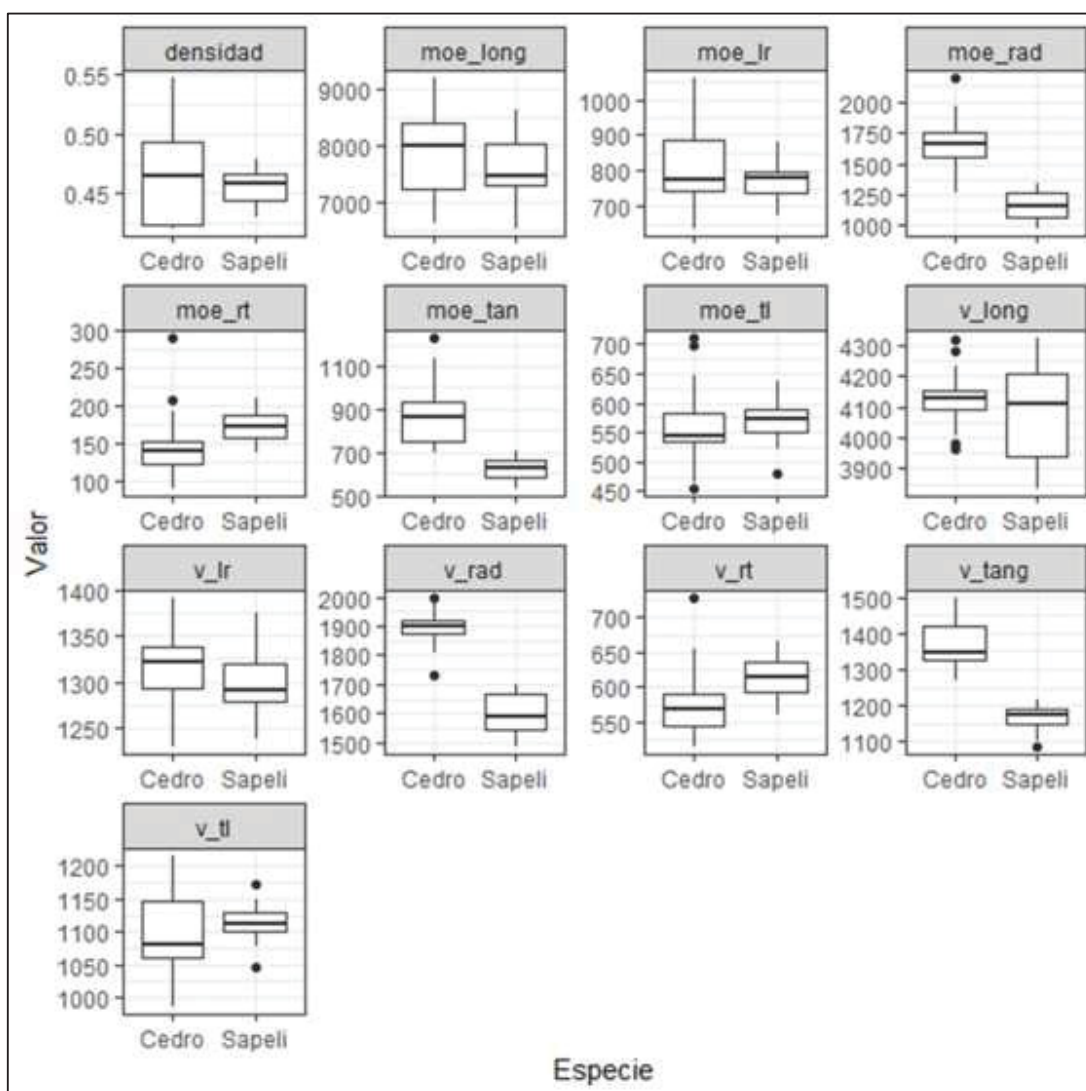 densidad moe_long moe_lr moe_rad
0.55 0.50 0.45
9000 8000 7000
1000 900 800 700
2000 1750 1500 1250 1000
Cedro Sapeli Cedro Sapeli Cedro Sapeli Cedro Sapeli
moe_rt moe_tan moe_tl v_long
300 250 200 150 100
1100 900 700 500
700 650 600 550 500 450
4300 4200 4100 4000 3900
Cedro Sapeli Cedro Sapeli Cedro Sapeli Cedro Sapeli
Valor
v_lr v_rad v_rt v_tang
1400 1350 1300 1250
2000 1900 1800 1700 1600 1500
700 650 600 550
1500 1400 1300 1200 1100
Cedro Sapeli Cedro Sapeli Cedro Sapeli Cedro Sapeli
v_tl
1200 1150 1100 1050 1000
Cedro Sapeli
Especie